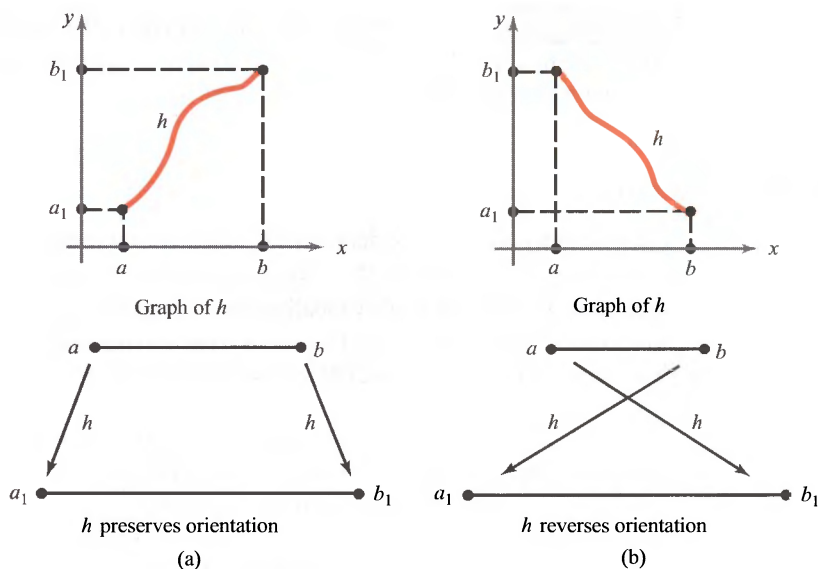 y
b₁
h
a₁
a
b
x
Graph of h
a
b
h
h
a₁
b₁
h preserves orientation
(a)
y
b₁
h
a₁
a
b
x
Graph of h
a
b
h
h
a₁
b₁
h reverses orientation
(b)